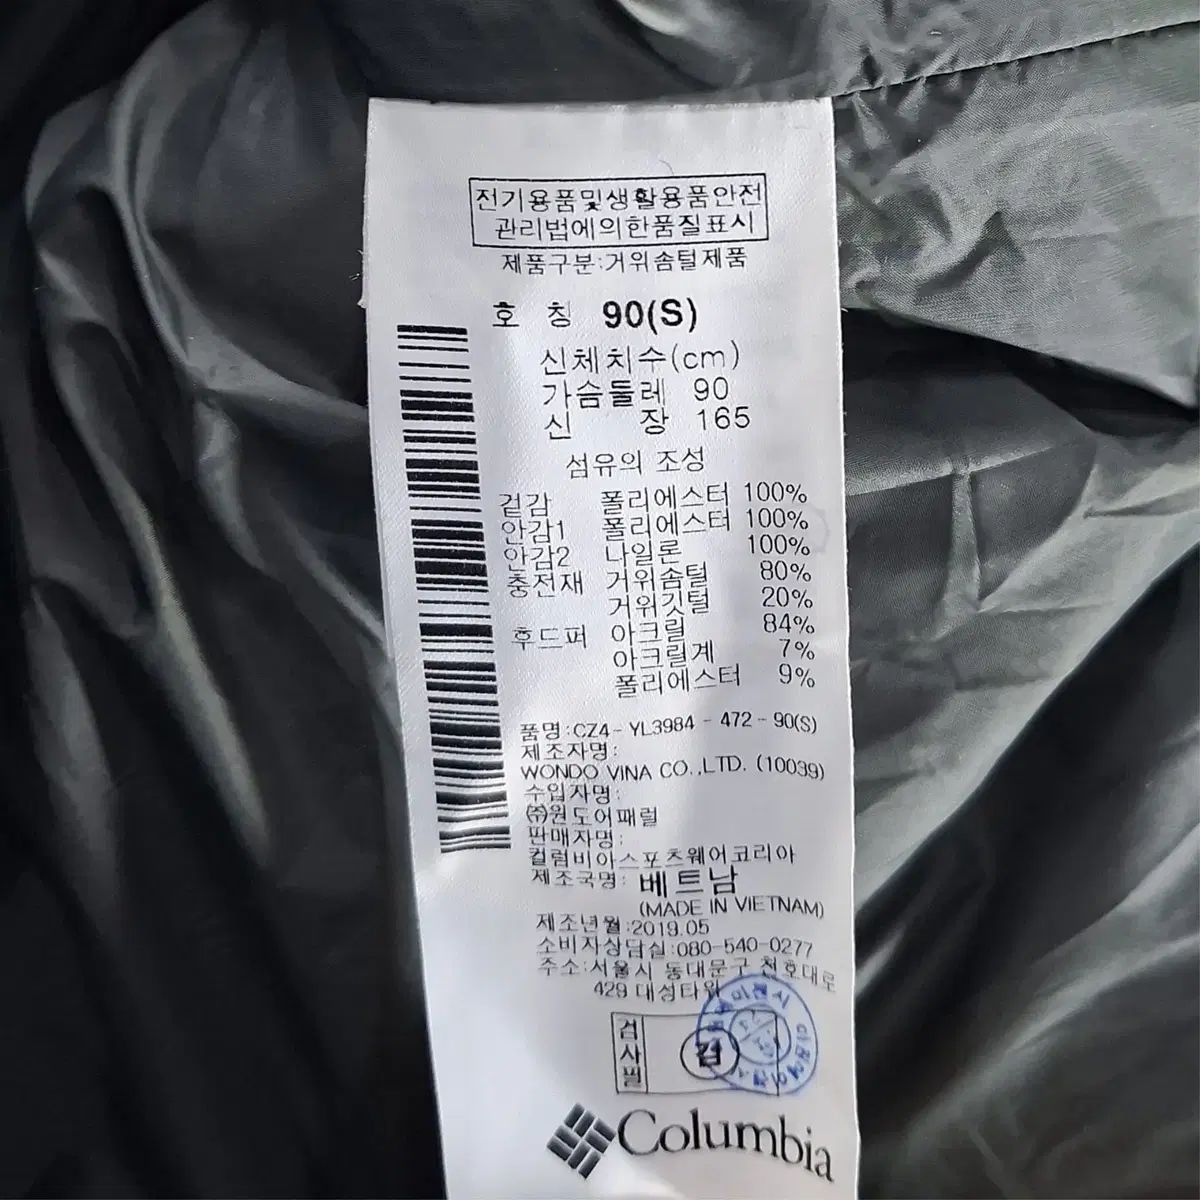 전기용품및생활용품안전
관리법에의한품질표시
제품구분:거위솜털제품
호 칭 90(S)
신체치수(cm)
가슴둘레 90
신 장 165
섬유의 조성
겉감 폴리에스터 100%
안감1 폴리에스터 100%
안감2 나일론 100%
충전재 거위솜털 80%
거위깃털 20%
후드퍼 아크릴 84%
아크릴계 7%
폴리에스터 9%
품명:CZ4-YL3984-472-90(S)
제조자명:
WONDO VINA CO.,LTD. (10039)
수입자명:
㈜원도어패럴
판매자명:
컬럼비아스포츠웨어코리아
제조국명: 베트남
(MADE IN VIETNAM)
제조년월:2019.05
소비자상담실:080-540-0277
주소:서울시 동대문구 천호대로
429 대성타워
검사필
검
Columbia